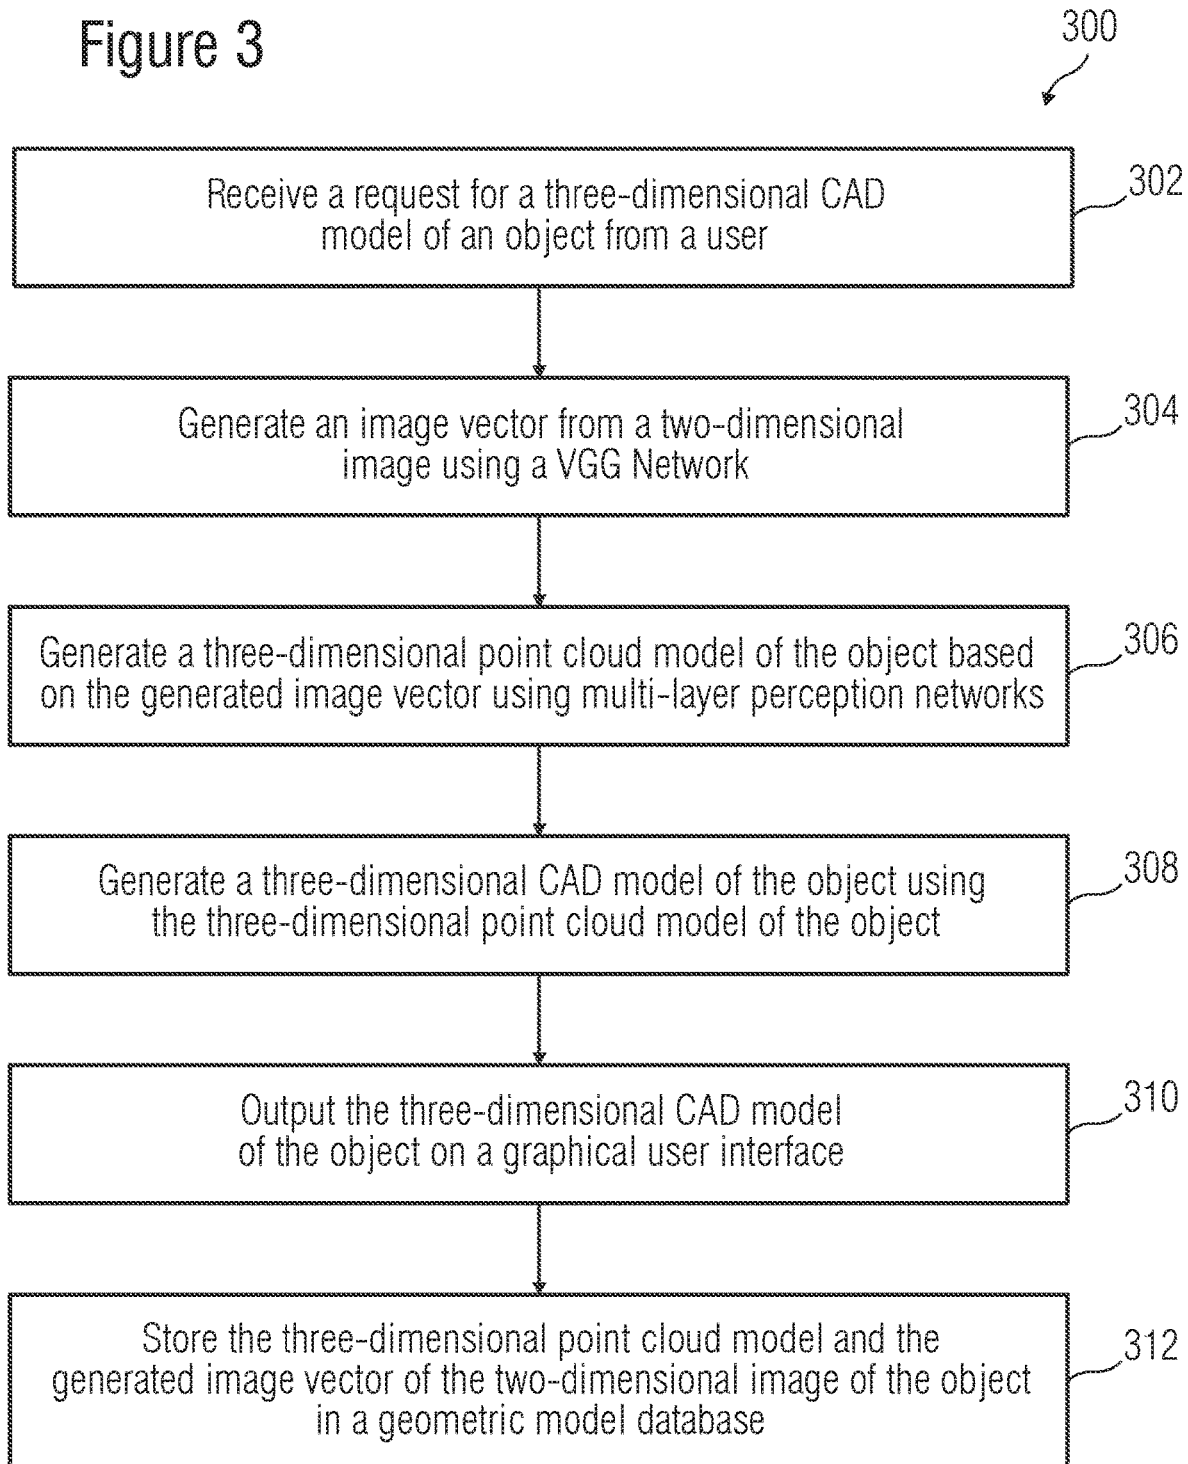 Figure 3
300
Receive a request for a three-dimensional CAD
model of an object from a user
302
Generate an image vector from a two-dimensional
image using a VGG Network
304
Generate a three-dimensional point cloud model of the object based
on the generated image vector using multi-layer perception networks
306
Generate a three-dimensional CAD model of the object using
the three-dimensional point cloud model of the object
308
Output the three-dimensional CAD model
of the object on a graphical user interface
310
Store the three-dimensional point cloud model and the
generated image vector of the two-dimensional image of the object
in a geometric model database
312